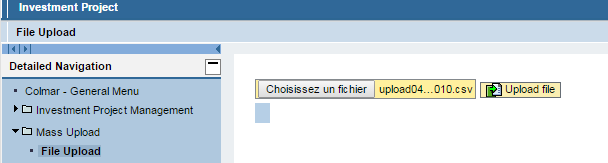 Investment Project
File Upload
Detailed Navigation
Colmar - General Menu
Investment Project Management
Mass Upload
File Upload
Choisissez un fichier upload04...010.csv Upload file